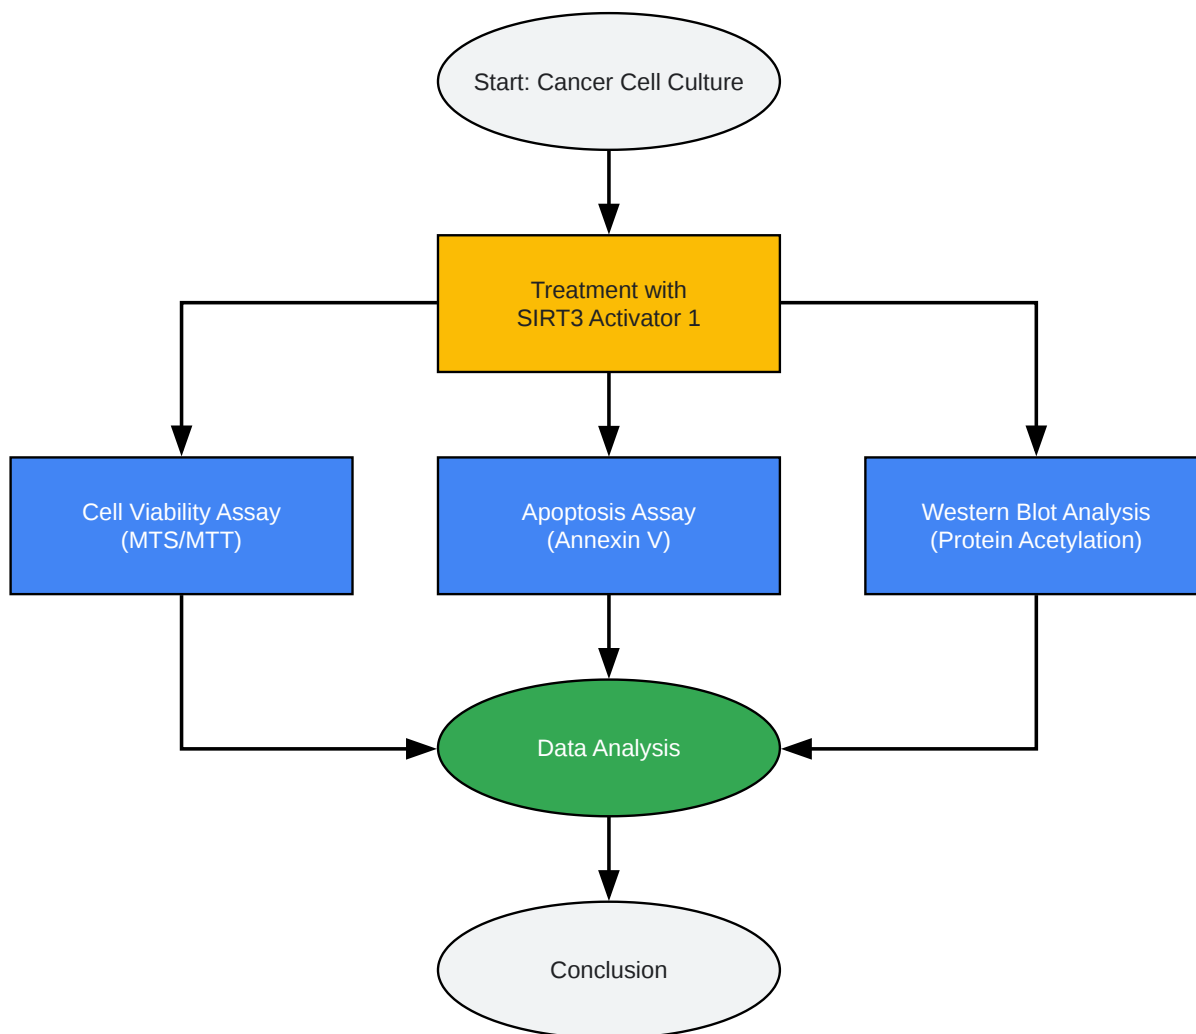 Start: Cancer Cell Culture
Treatment with
SIRT3 Activator 1
Cell Viability Assay
(MTS/MTT)
Apoptosis Assay
(Annexin V)
Western Blot Analysis
(Protein Acetylation)
Data Analysis
Conclusion